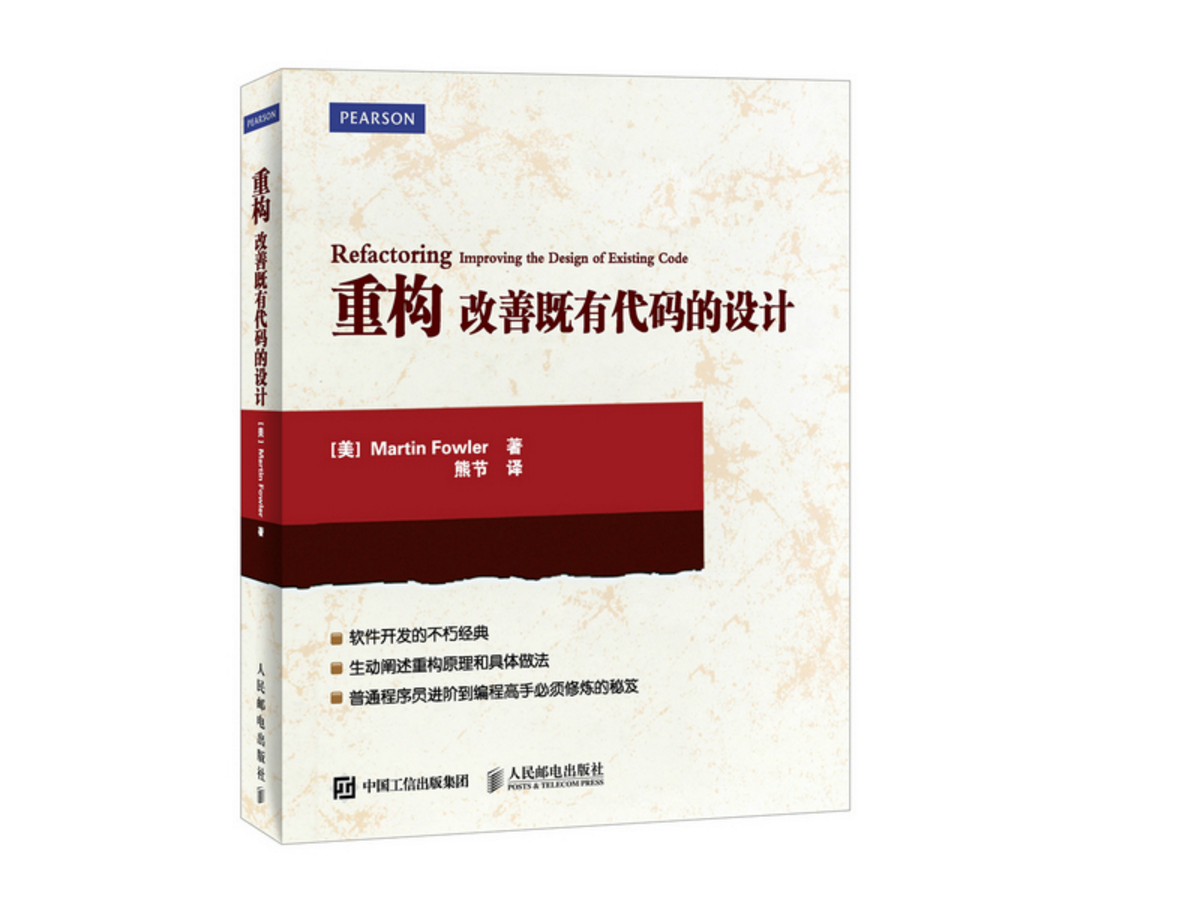 PEARSON
重构 改善既有代码的设计
[美] Martin Fowler 著
人民邮电出版社
PEARSON
Refactoring Improving the Design of Existing Code
重构 改善既有代码的设计
[美] Martin Fowler 著
熊节 译
软件开发的不朽经典
生动阐述重构原理和具体做法
普通程序员进阶到编程高手必须修炼的秘笈
中国工信出版集团
人民邮电出版社
POSTS & TELECOM PRESS